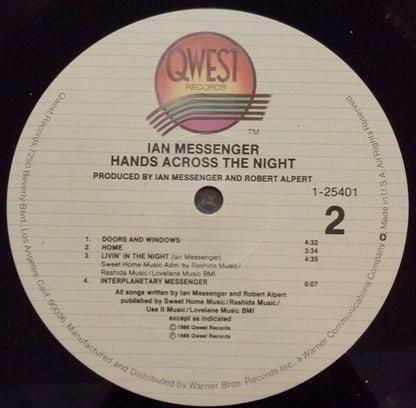 QWEST
RECORDS
TM
IAN MESSENGER
HANDS ACROSS THE NIGHT
PRODUCED BY IAN MESSENGER AND ROBERT ALPERT
1-25401
2
1. DOORS AND WINDOWS 4:32
2. HOME 3:34
3. LIVIN' IN THE NIGHT (Ian Messenger) 4:35
Sweet Home Music Adm. by Rashida Music/
Rashida Music/Lovelane Music BMI
4. INTERPLANETARY MESSENGER 6:07
All songs written by Ian Messenger and Robert Alpert
published by Sweet Home Music/Rashida Music/
Use It Music/Lovelane Music BMI
except as indicated
© 1986 Qwest Records
℗ 1986 Qwest Records
Qwest Records, 7250 Beverly Blvd., Los Angeles Calif. 90036. Manufactured and Distributed by Warner Bros. Records Inc., a Warner Communications Company Made in U.S.A. All Rights Reserved.